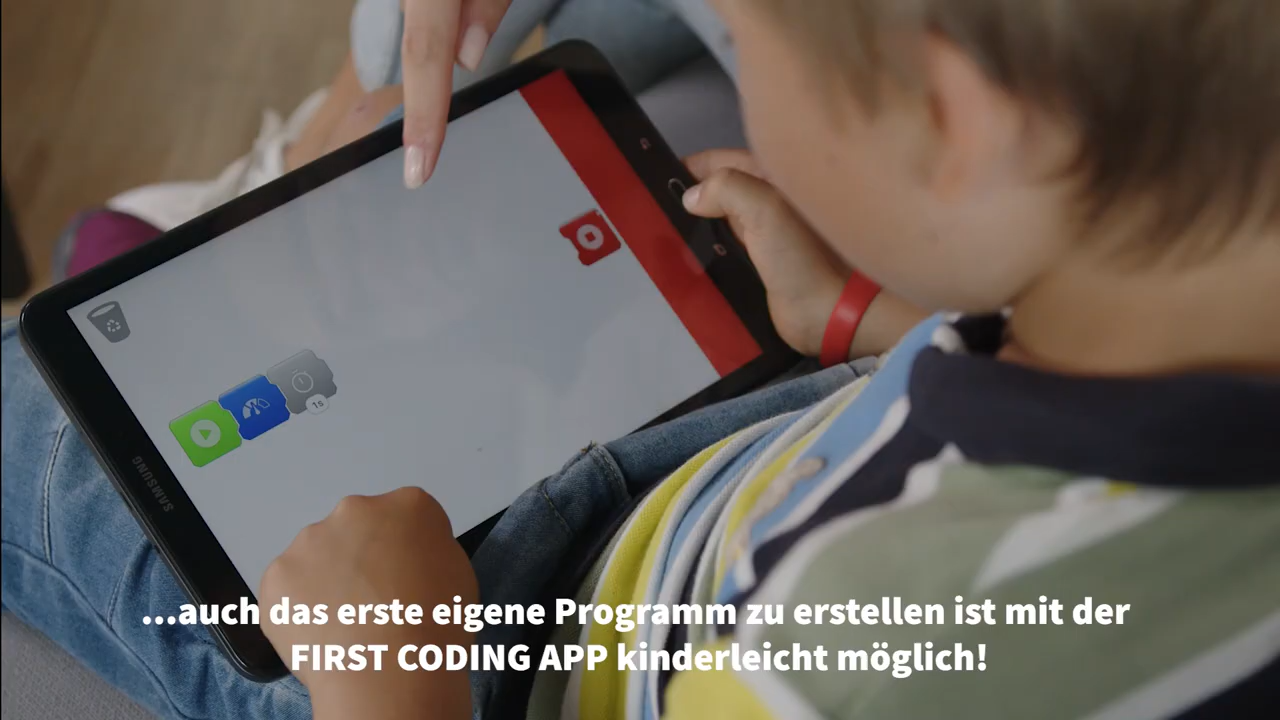 1s
SAMSUNG
...auch das erste eigene Programm zu erstellen ist mit der
FIRST CODING APP kinderleicht möglich!